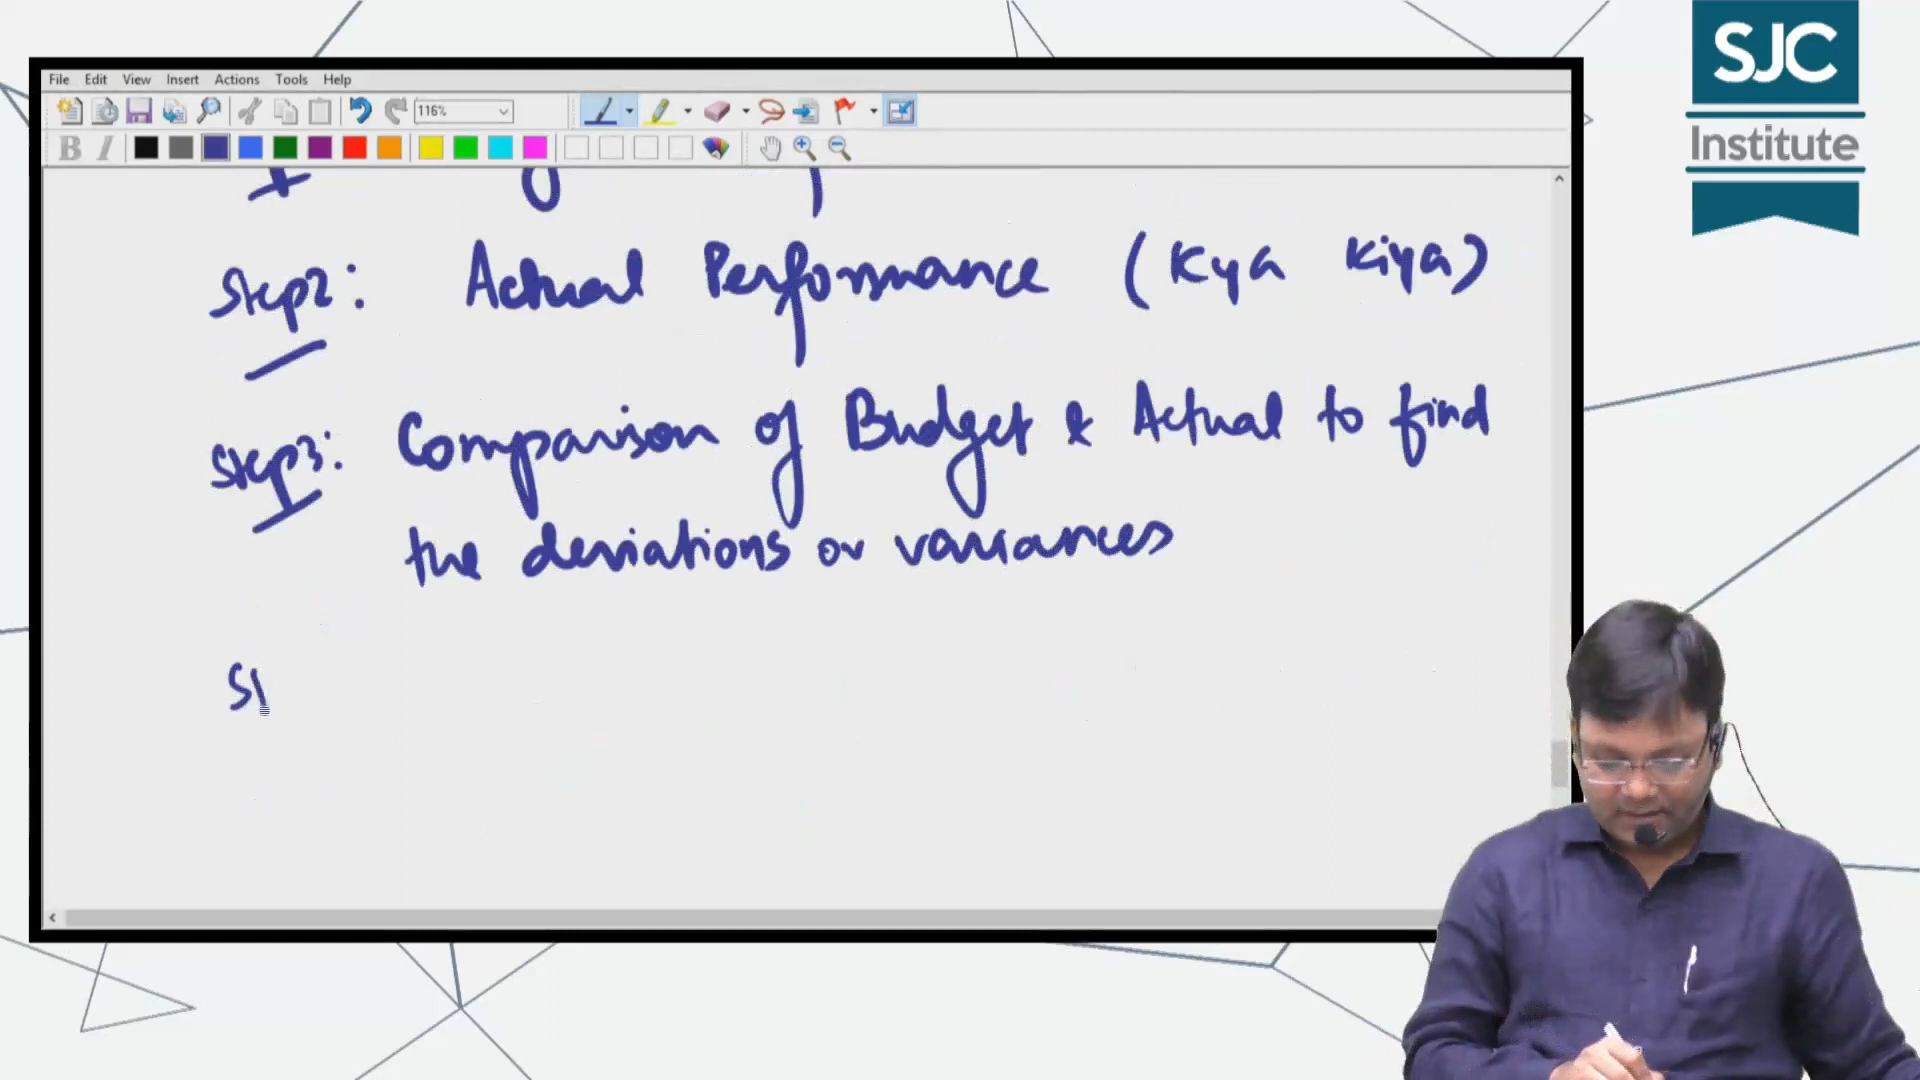 SJC
Institute
File Edit View Insert Actions Tools Help
116%
B I
Step2: Actual Performance (Kya Kiya)
Step3: Comparison of Budget & Actual to find
the deviations or variances